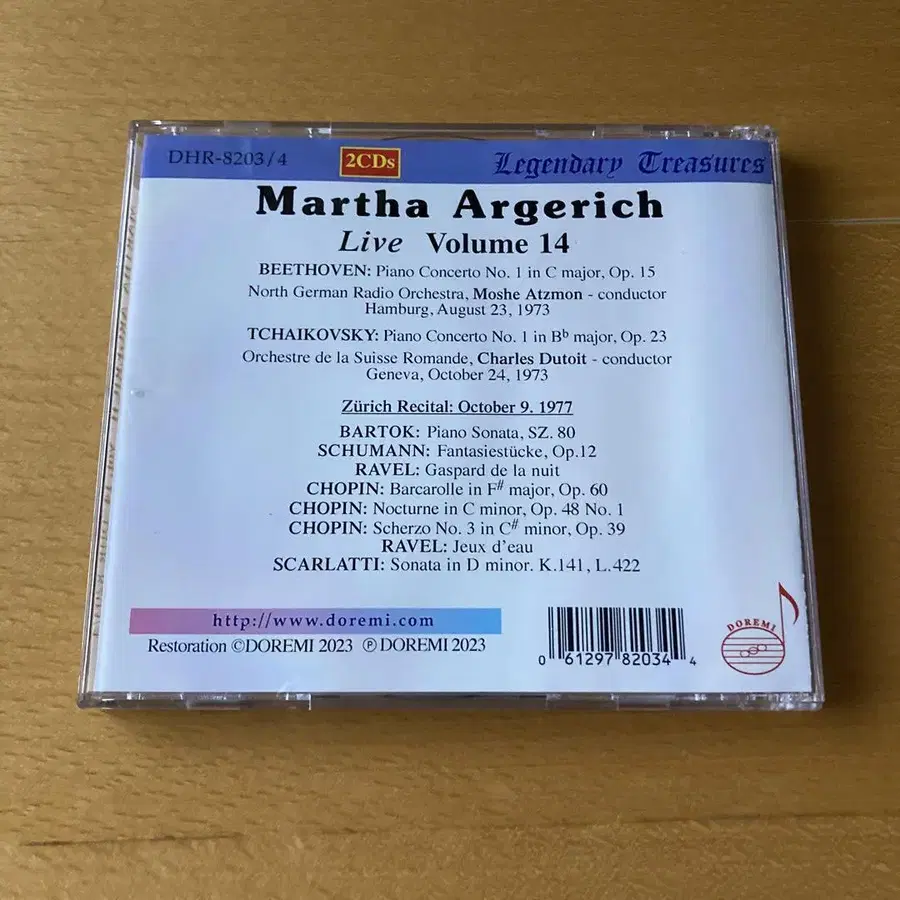 DHR-8203/4 2CDs Legendary Treasures
Martha Argerich
Live Volume 14
BEETHOVEN: Piano Concerto No. 1 in C major, Op. 15
North German Radio Orchestra, Moshe Atzmon - conductor
Hamburg, August 23, 1973
TCHAIKOVSKY: Piano Concerto No. 1 in B♭ major, Op. 23
Orchestre de la Suisse Romande, Charles Dutoit - conductor
Geneva, October 24, 1973
Zürich Recital: October 9, 1977
BARTOK: Piano Sonata, SZ. 80
SCHUMANN: Fantasiestücke, Op.12
RAVEL: Gaspard de la nuit
CHOPIN: Barcarolle in F# major, Op. 60
CHOPIN: Nocturne in C minor, Op. 48 No. 1
CHOPIN: Scherzo No. 3 in C# minor, Op. 39
RAVEL: Jeux d'eau
SCARLATTI: Sonata in D minor. K.141, L.422
http://www.doremi.com
Restoration ©DOREMI 2023 ℗ DOREMI 2023
0 61297 82034 4
DOREMI